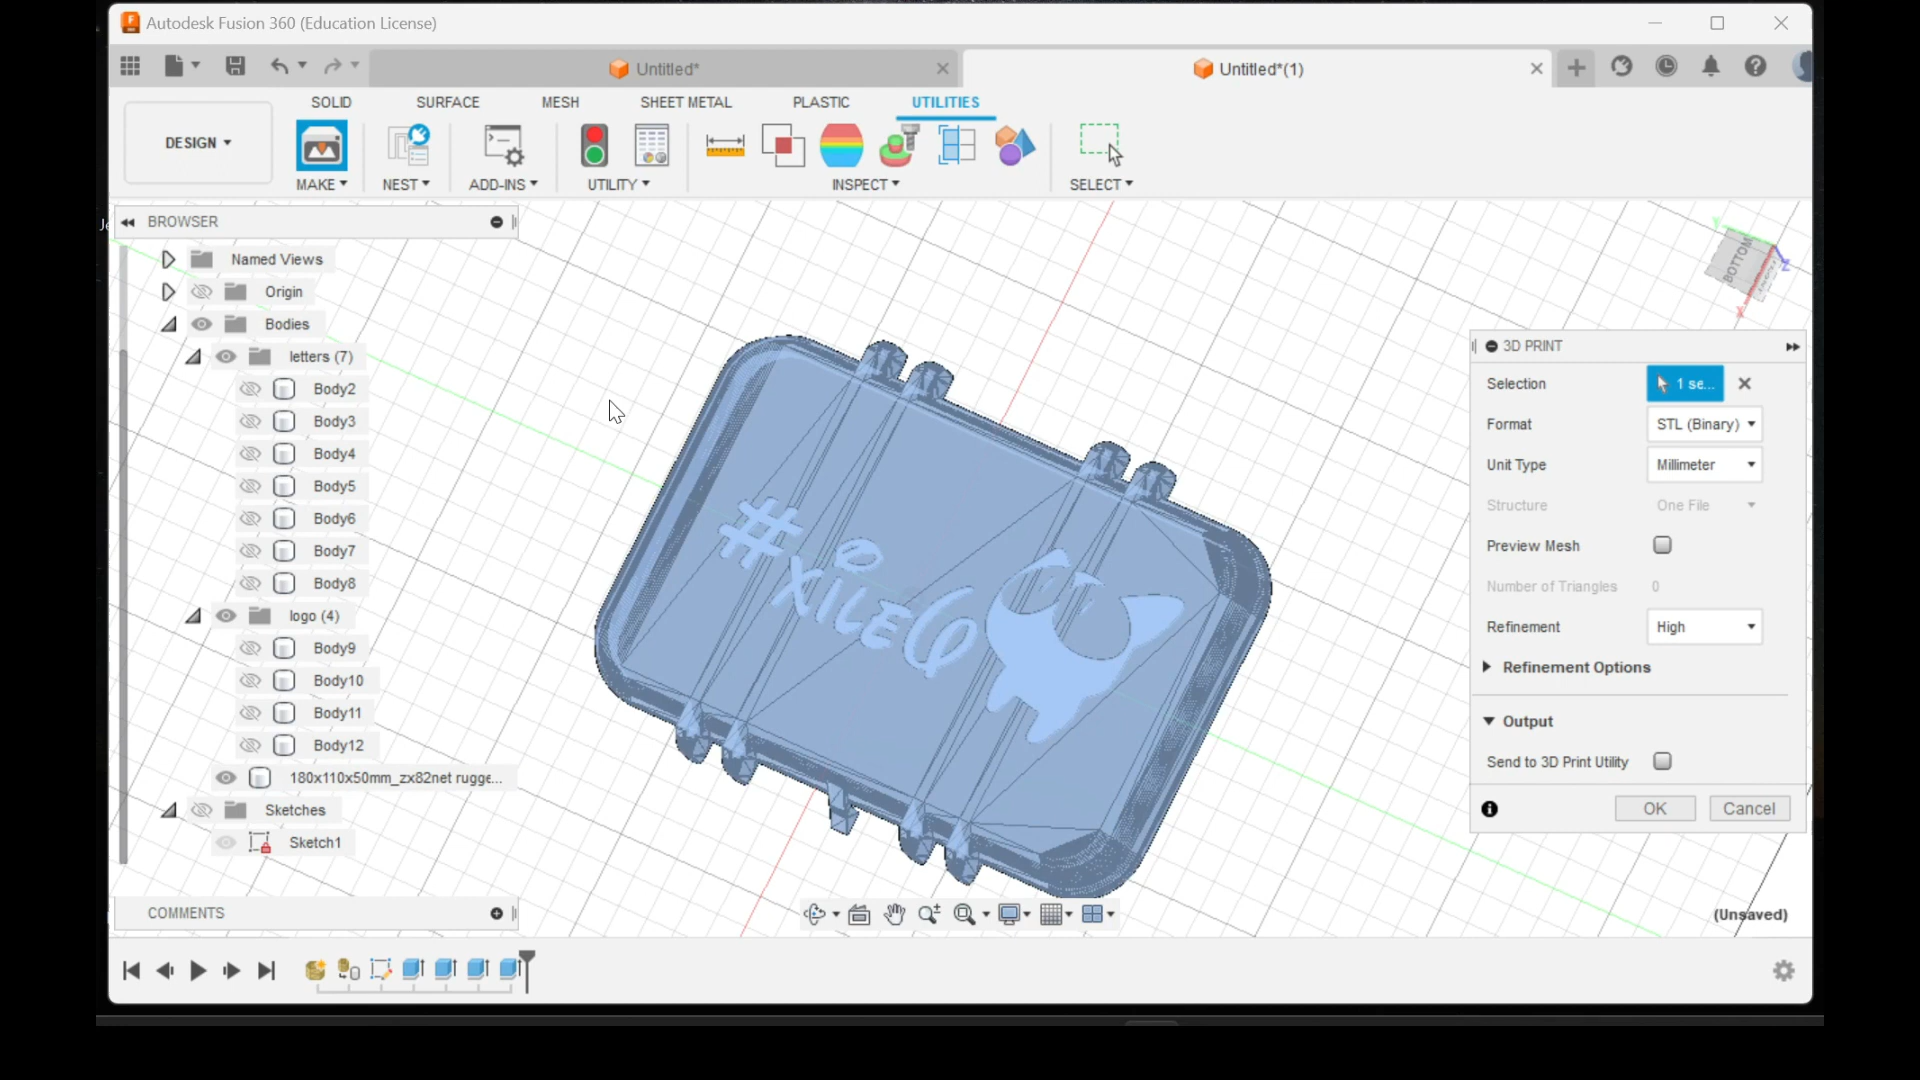 Autodesk Fusion 360 (Education License)
Untitled*
Untitled*(1)
SOLID SURFACE MESH SHEET METAL PLASTIC UTILITIES
DESIGN
MAKE NEST ADD-INS UTILITY INSPECT SELECT
BROWSER
Named Views
Origin
Bodies
letters (7)
Body2
Body3
Body4
Body5
Body6
Body7
Body8
logo (4)
Body9
Body10
Body11
Body12
180x110x50mm_zx82net rugge...
Sketches
Sketch1
COMMENTS
#XILE6
Y
BOTTOM
Z
X
3D PRINT
Selection 1 se...
Format STL (Binary)
Unit Type Millimeter
Structure One File
Preview Mesh
Number of Triangles 0
Refinement High
Refinement Options
Output
Send to 3D Print Utility
OK Cancel
(Unsaved)